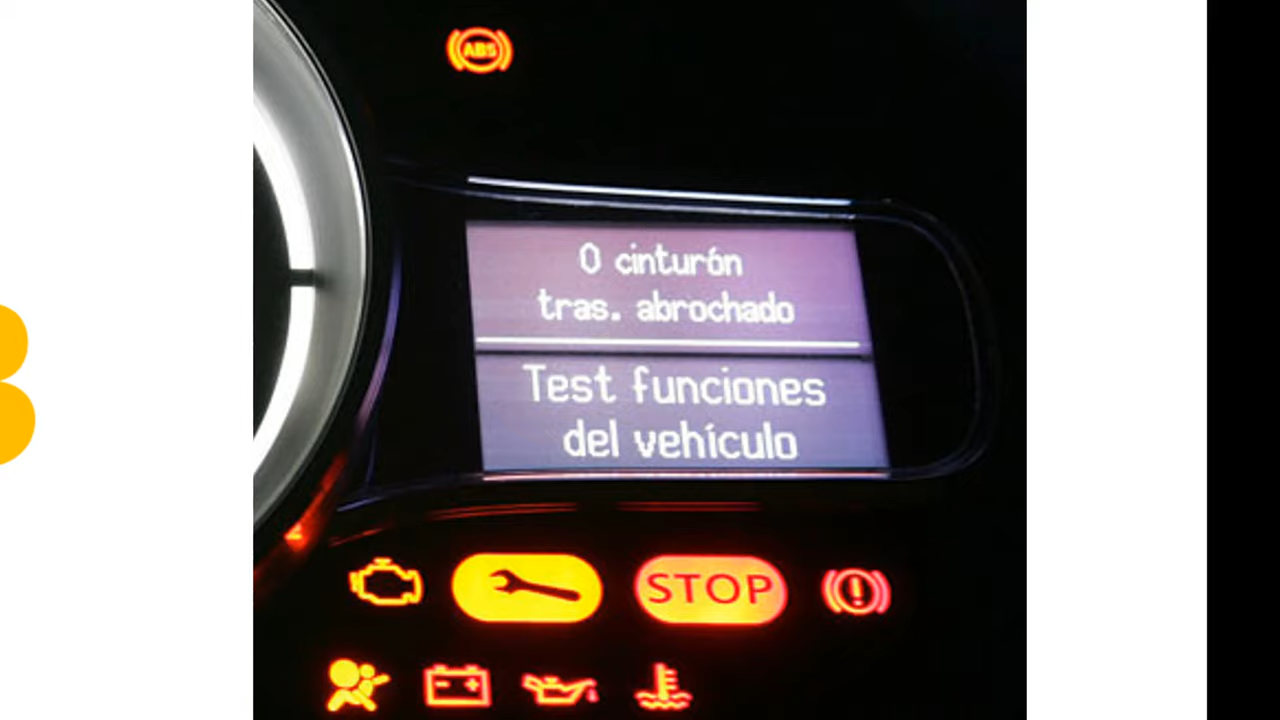 ABS
0 cinturón
tras. abrochado
Test funciones
del vehículo
STOP